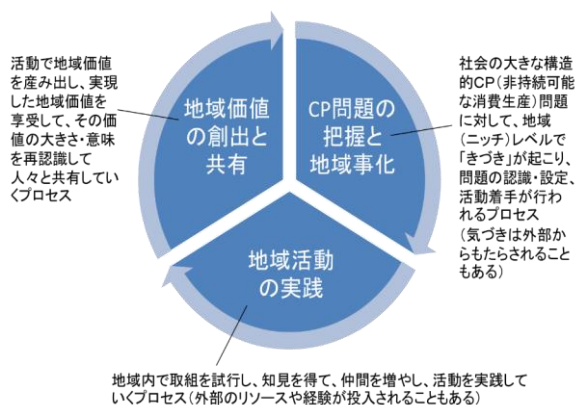 活動で地域価値
を産み出し、実現
した地域価値を
享受して、その価
値の大きさ・意味
を再認識して
人々と共有してい
くプロセス
地域価値
の創出と
共有
CP問題の
把握と
地域事化
社会の大きな構造
的CP(非持続可能
な消費生産)問題
に対して、地域
(ニッチ)レベルで
「きづき」が起こり、
問題の認識・設定、
活動着手が行わ
れるプロセス
(気づきは外部か
らもたらされること
もある)
地域活動
の実践
地域内で取組を試行し、知見を得て、仲間を増やし、活動を実践して
いくプロセス(外部のリソースや経験が投入されることもある)